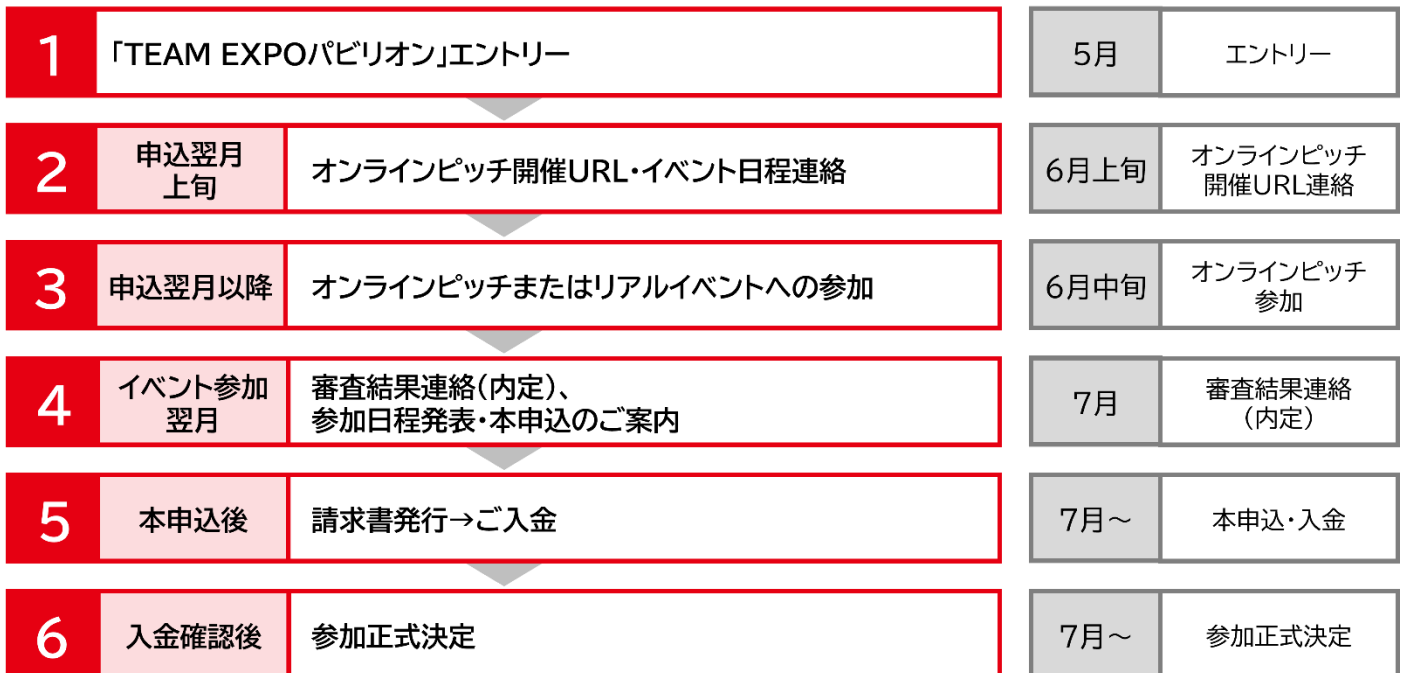 1
「TEAM EXPOパビリオン」エントリー
5月
エントリー
2
申込翌月
上旬
オンラインピッチ開催URL・イベント日程連絡
6月上旬
オンラインピッチ
開催URL連絡
3
申込翌月以降
オンラインピッチまたはリアルイベントへの参加
6月中旬
オンラインピッチ
参加
4
イベント参加
翌月
審査結果連絡(内定)、
参加日程発表・本申込のご案内
7月
審査結果連絡
(内定)
5
本申込後
請求書発行→ご入金
7月～
本申込・入金
6
入金確認後
参加正式決定
7月～
参加正式決定